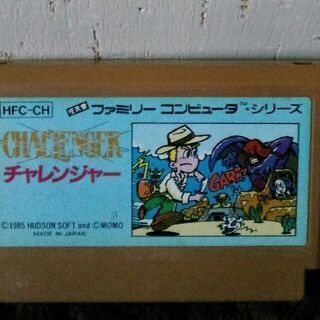 HFC-CH
ファミリー コンピュータ™シリーズ
CHALLENGER
チャレンジャー
GARR
©1985 HUDSON SOFT and ©MOMO
MADE IN JAPAN